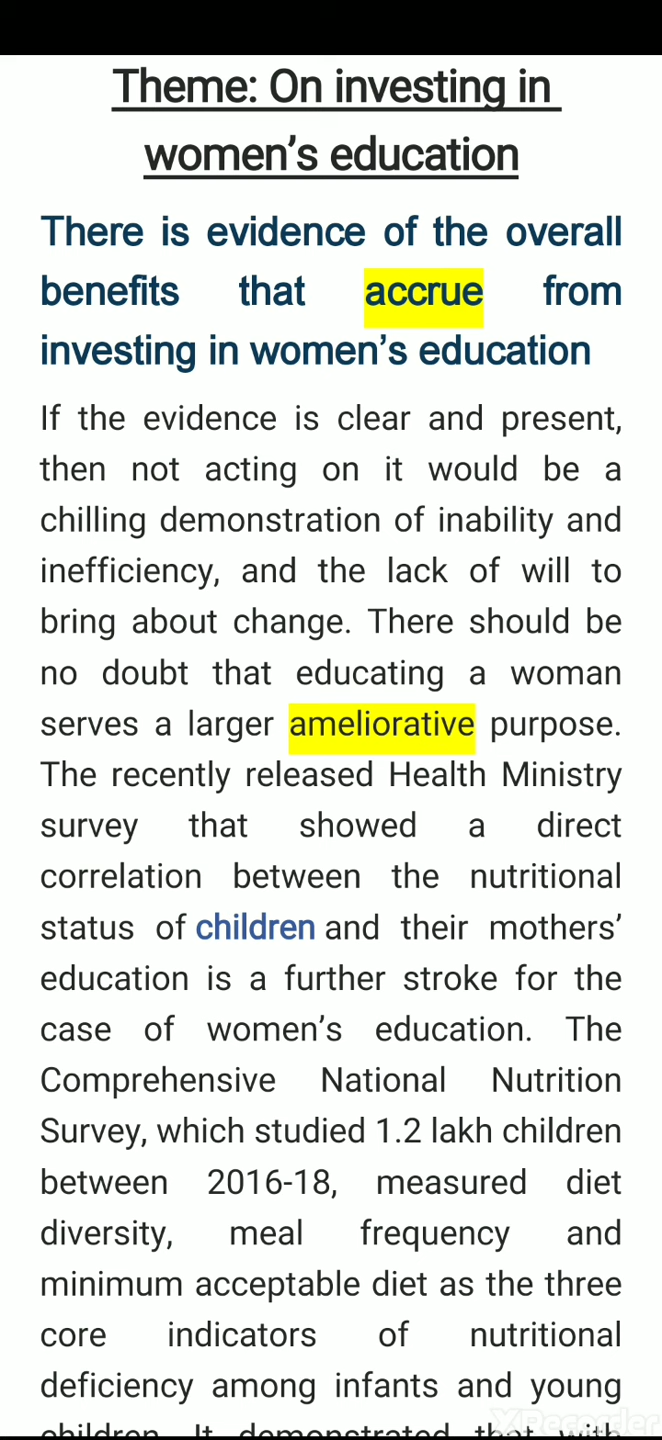 Theme: On investing in
women’s education
There is evidence of the overall
benefits that accrue from
investing in women’s education
If the evidence is clear and present,
then not acting on it would be a
chilling demonstration of inability and
inefficiency, and the lack of will to
bring about change. There should be
no doubt that educating a woman
serves a larger ameliorative purpose.
The recently released Health Ministry
survey that showed a direct
correlation between the nutritional
status of children and their mothers’
education is a further stroke for the
case of women’s education. The
Comprehensive National Nutrition
Survey, which studied 1.2 lakh children
between 2016-18, measured diet
diversity, meal frequency and
minimum acceptable diet as the three
core indicators of nutritional
deficiency among infants and young
children. It demonstrated that with
XRecorder